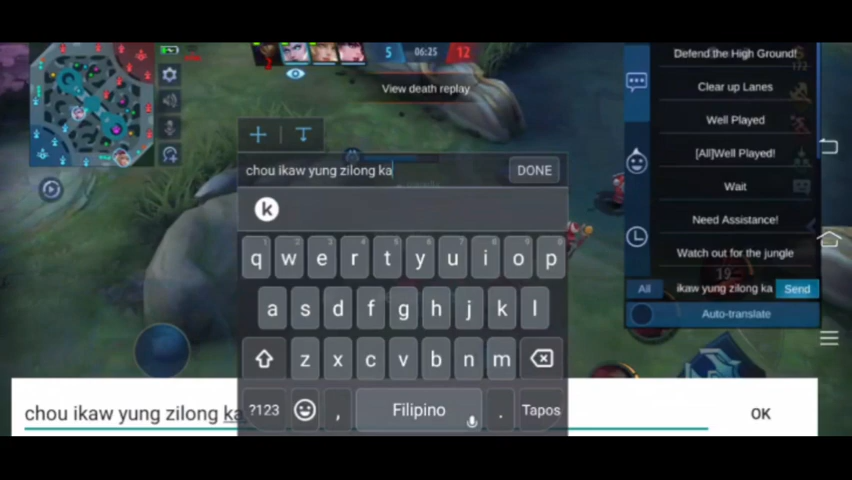 5 06:25 12
View death replay
Defend the High Ground!
Clear up Lanes
Well Played
[All]Well Played!
Wait
Need Assistance!
Watch out for the jungle
19
All ikaw yung zilong ka Send
Auto-translate
chou ikaw yung zilong ka DONE
k
q w e r t y u i o p
a s d f g h j k l
z x c v b n m
?123 , Filipino . Tapos
chou ikaw yung zilong ka OK